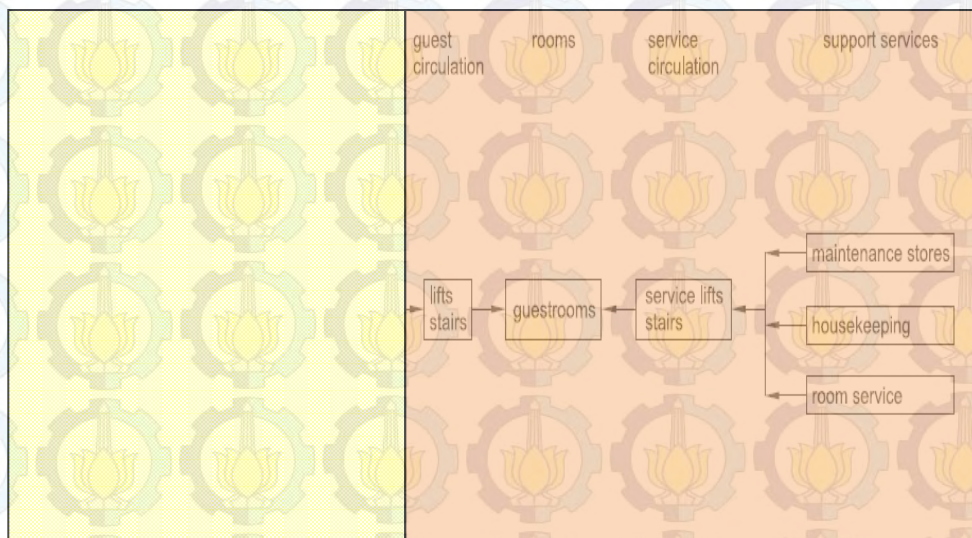 guest
circulation
rooms
service
circulation
support services
lifts
stairs
guestrooms
service lifts
stairs
maintenance stores
housekeeping
room service